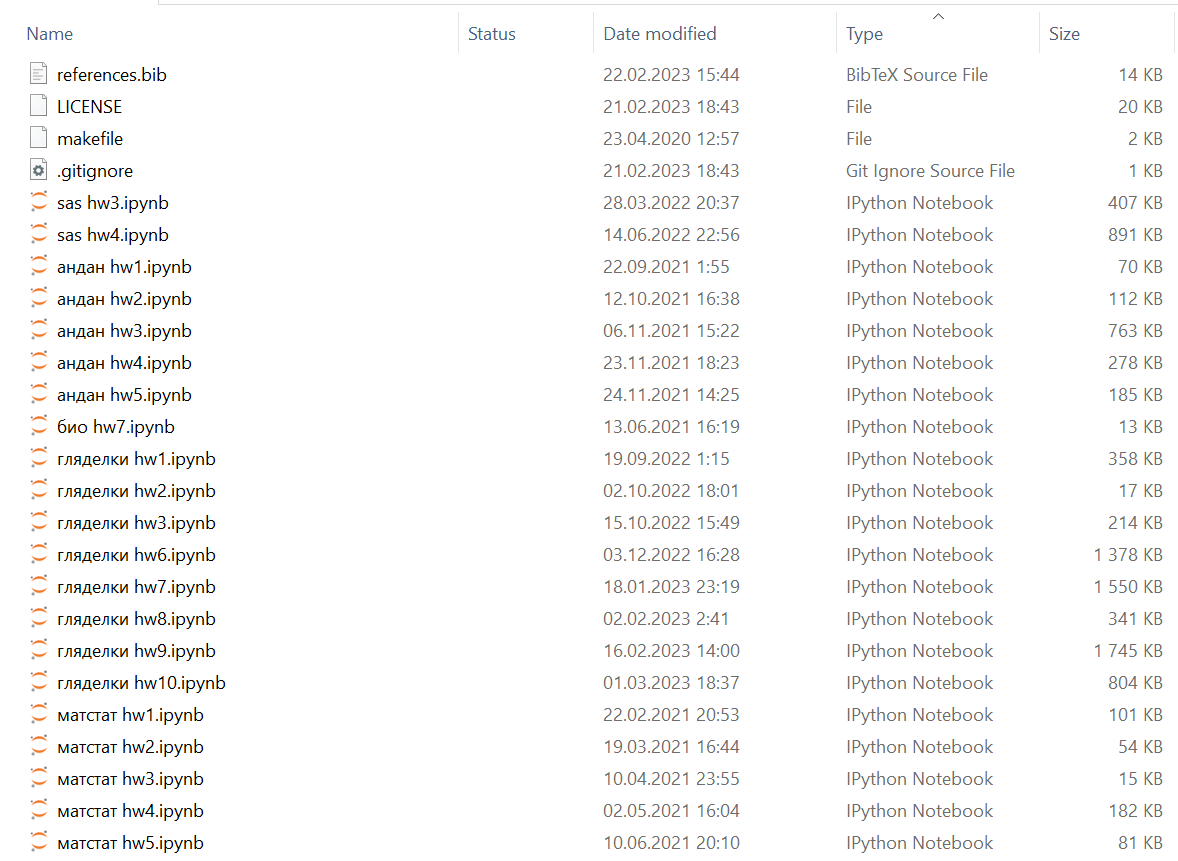 Name Status Date modified Type Size
references.bib 22.02.2023 15:44 BibTeX Source File 14 KB
LICENSE 21.02.2023 18:43 File 20 KB
makefile 23.04.2020 12:57 File 2 KB
.gitignore 21.02.2023 18:43 Git Ignore Source File 1 KB
sas hw3.ipynb 28.03.2022 20:37 IPython Notebook 407 KB
sas hw4.ipynb 14.06.2022 22:56 IPython Notebook 891 KB
андан hw1.ipynb 22.09.2021 1:55 IPython Notebook 70 KB
андан hw2.ipynb 12.10.2021 16:38 IPython Notebook 112 KB
андан hw3.ipynb 06.11.2021 15:22 IPython Notebook 763 KB
андан hw4.ipynb 23.11.2021 18:23 IPython Notebook 278 KB
андан hw5.ipynb 24.11.2021 14:25 IPython Notebook 185 KB
био hw7.ipynb 13.06.2021 16:19 IPython Notebook 13 KB
гляделки hw1.ipynb 19.09.2022 1:15 IPython Notebook 358 KB
гляделки hw2.ipynb 02.10.2022 18:01 IPython Notebook 17 KB
гляделки hw3.ipynb 15.10.2022 15:49 IPython Notebook 214 KB
гляделки hw6.ipynb 03.12.2022 16:28 IPython Notebook 1 378 KB
гляделки hw7.ipynb 18.01.2023 23:19 IPython Notebook 1 550 KB
гляделки hw8.ipynb 02.02.2023 2:41 IPython Notebook 341 KB
гляделки hw9.ipynb 16.02.2023 14:00 IPython Notebook 1 745 KB
гляделки hw10.ipynb 01.03.2023 18:37 IPython Notebook 804 KB
матстат hw1.ipynb 22.02.2021 20:53 IPython Notebook 101 KB
матстат hw2.ipynb 19.03.2021 16:44 IPython Notebook 54 KB
матстат hw3.ipynb 10.04.2021 23:55 IPython Notebook 15 KB
матстат hw4.ipynb 02.05.2021 16:04 IPython Notebook 182 KB
матстат hw5.ipynb 10.06.2021 20:10 IPython Notebook 81 KB